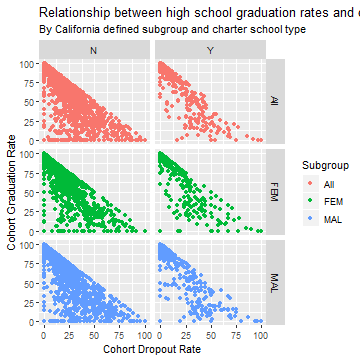 Relationship between high school graduation rates and
By California defined subgroup and charter school type
N Y
100
75
50
25
0
All
100
75
50
25
0
FEM
100
75
50
25
0
MAL
0 25 50 75 100 0 25 50 75 100
Cohort Graduation Rate
Cohort Dropout Rate
Subgroup
All
FEM
MAL